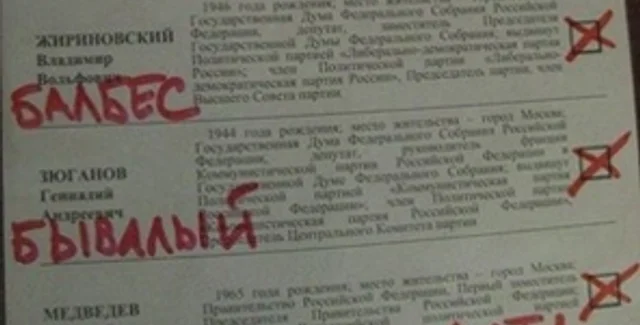 1946 года рождения; место жительства – город Москва;
Государственная Дума Федерального Собрания Российской
ЖИРИНОВСКИЙ Федерации, депутат, заместитель Председателя
Владимир Государственной Думы Федерального Собрания; выдвинут
Вольфович Политической партией «Либерально-демократическая партия
России»; член Политической партии «Либерально-
демократическая партия России», Председатель партии, член
БАЛБЕС Высшего Совета партии
1944 года рождения; место жительства – город Москва;
Государственная Дума Федерального Собрания Российской
Федерации, депутат, руководитель фракции
ЗЮГАНОВ Коммунистической партии Российской Федерации в
Геннадий Государственной Думе Федерального Собрания; выдвинут
Андреевич Политической партией «Коммунистическая партия
Российской Федерации»; член Политической партии
«Коммунистическая партия Российской Федерации»,
БЫВАЛЫЙ Председатель Центрального Комитета партии
1965 года рождения; место жительства – город Москва;
Правительство Российской Федерации, Первый заместитель
МЕДВЕДЕВ Председателя Правительства Российской Федерации;
политической партией